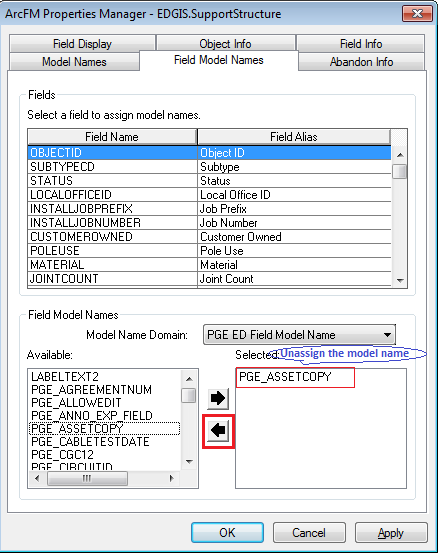 ArcFM Properties Manager - EDGIS.SupportStructure
Field Display Object Info Field Info
Model Names Field Model Names Abandon Info
Fields
Select a field to assign model names.
Field Name Field Alias
OBJECTID Object ID
SUBTYPECD Subtype
STATUS Status
LOCALOFFICEID Local Office ID
INSTALLJOBPREFIX Job Prefix
INSTALLJOBNUMBER Job Number
CUSTOMEROWNED Customer Owned
POLEUSE Pole Use
MATERIAL Material
JOINTCOUNT Joint Count
Field Model Names
Model Name Domain: PGE ED Field Model Name
Available: Selected: Unassign the model name
LABELTEXT2
PGE_AGREEMENTNUM
PGE_ALLOWEDIT
PGE_ANNO_EXP_FIELD
PGE_ASSETCOPY
PGE_CABLETESTDATE
PGE_CGC12
PGE_CIRCUITID
PGE_ASSETCOPY
OK Cancel Apply